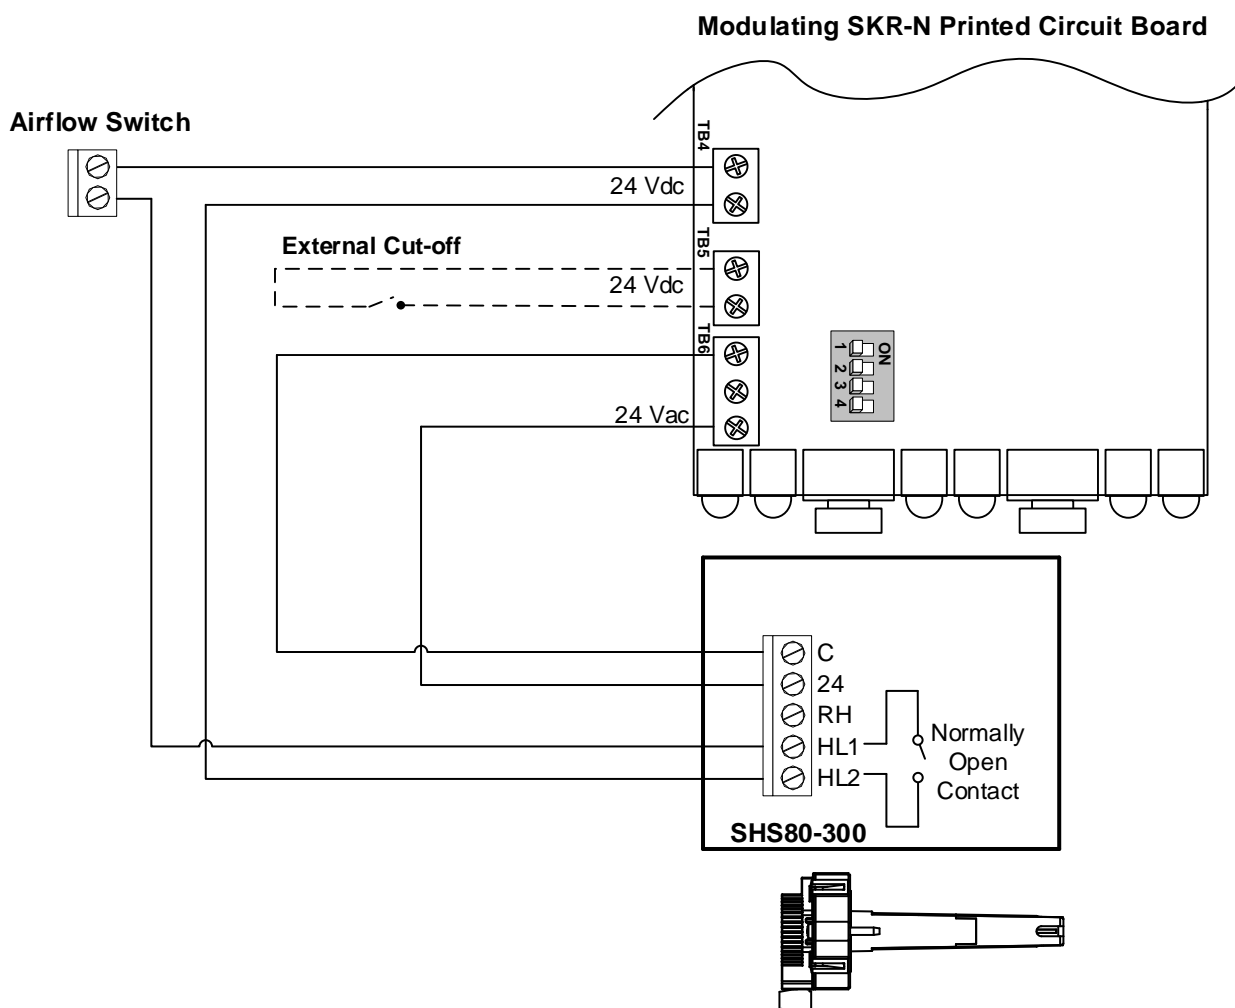 Modulating SKR-N Printed Circuit Board
Airflow Switch
TB4
24 Vdc
External Cut-off
TB5
24 Vdc
TB6
ON
1
2
3
4
24 Vac
C
24
RH
HL1
HL2
Normally
Open
Contact
SHS80-300